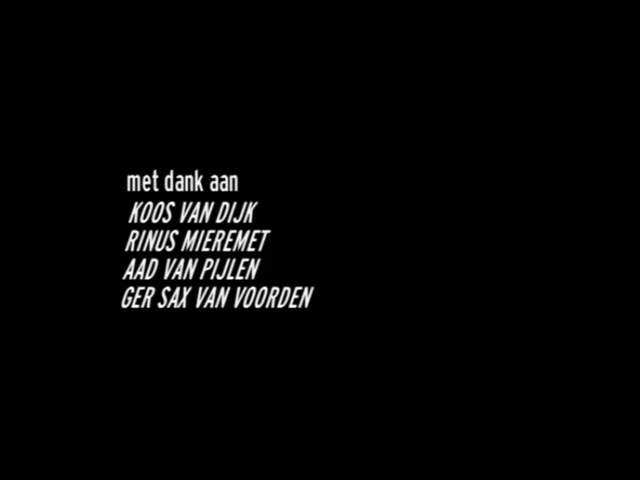 met dank aan
KOOS VAN DIJK
RINUS MIEREMET
AAD VAN PIJLEN
GER SAX VAN VOORDEN